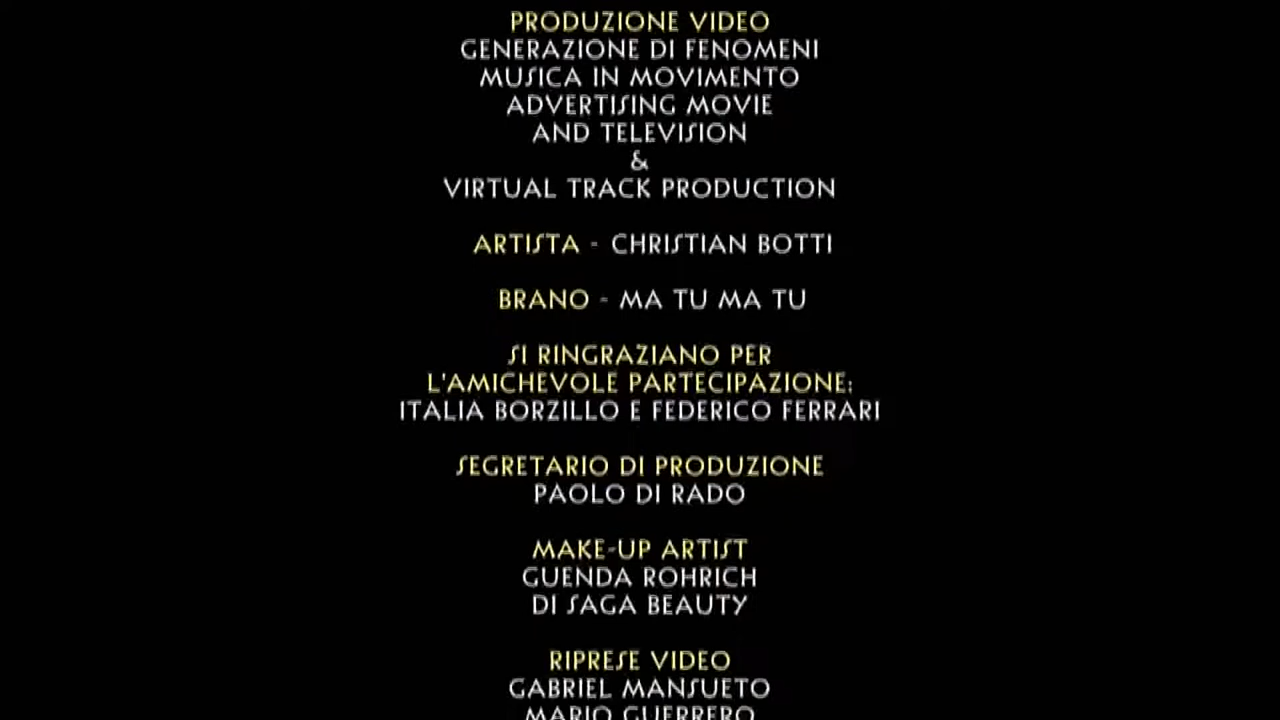 PRODUZIONE VIDEO
GENERAZIONE DI FENOMENI
MUSICA IN MOVIMENTO
ADVERTISING MOVIE
AND TELEVISION
&
VIRTUAL TRACK PRODUCTION
ARTISTA - CHRISTIAN BOTTI
BRANO - MA TU MA TU
SI RINGRAZIANO PER
L'AMICHEVOLE PARTECIPAZIONE:
ITALIA BORZILLO E FEDERICO FERRARI
SEGRETARIO DI PRODUZIONE
PAOLO DI RADO
MAKE-UP ARTIST
GUENDA ROHRICH
DI SAGA BEAUTY
RIPRESE VIDEO
GABRIEL MANSUETO
MARIO GUERRERO